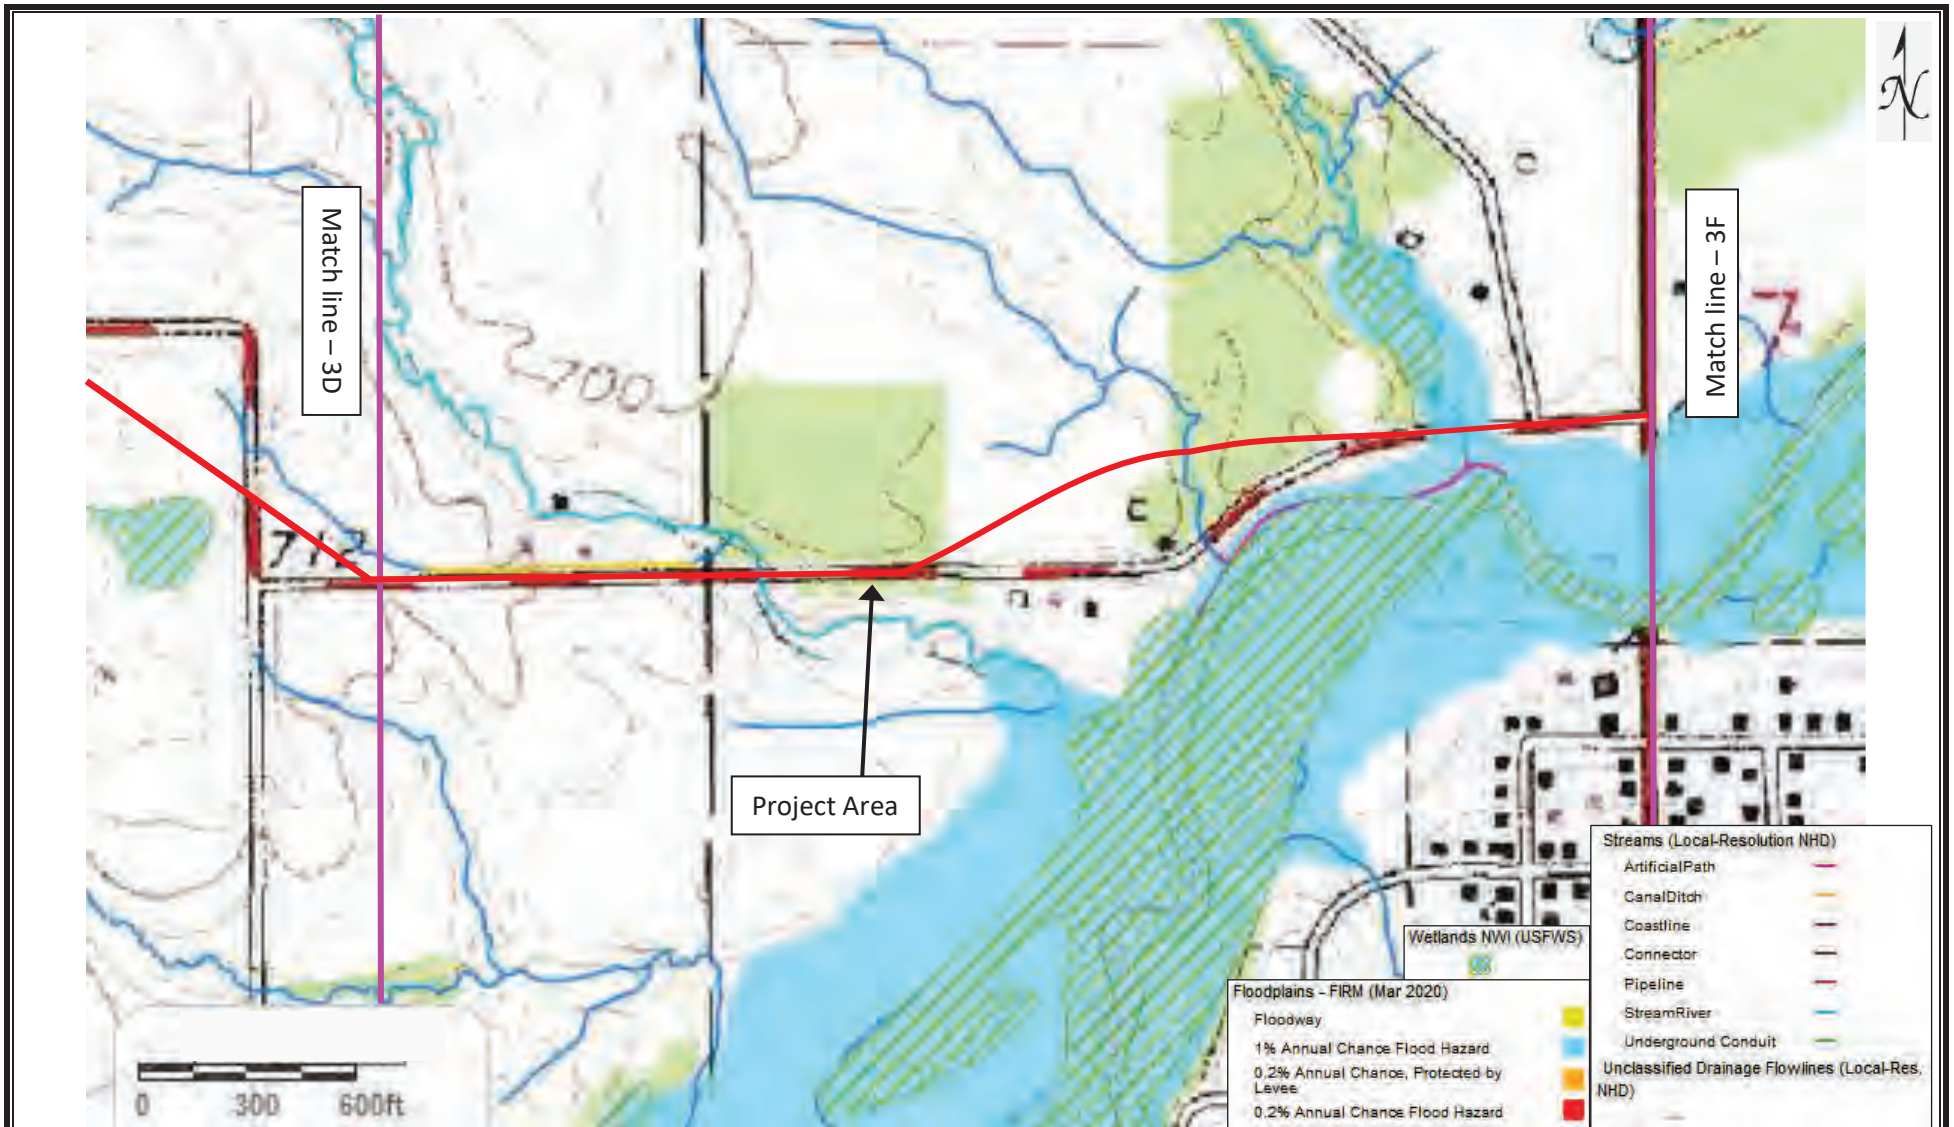 N
Match line – 3D
Match line – 3F
7
2700
712
Project Area
0 300 600ft
Wetlands NWI (USFWS)
Floodplains - FIRM (Mar 2020)
Floodway
1% Annual Chance Flood Hazard
0.2% Annual Chance, Protected by
Levee
0.2% Annual Chance Flood Hazard
Streams (Local-Resolution NHD)
ArtificialPath
CanalDitch
Coastline
Connector
Pipeline
StreamRiver
Underground Conduit
Unclassified Drainage Flowlines (Local-Res,
NHD)